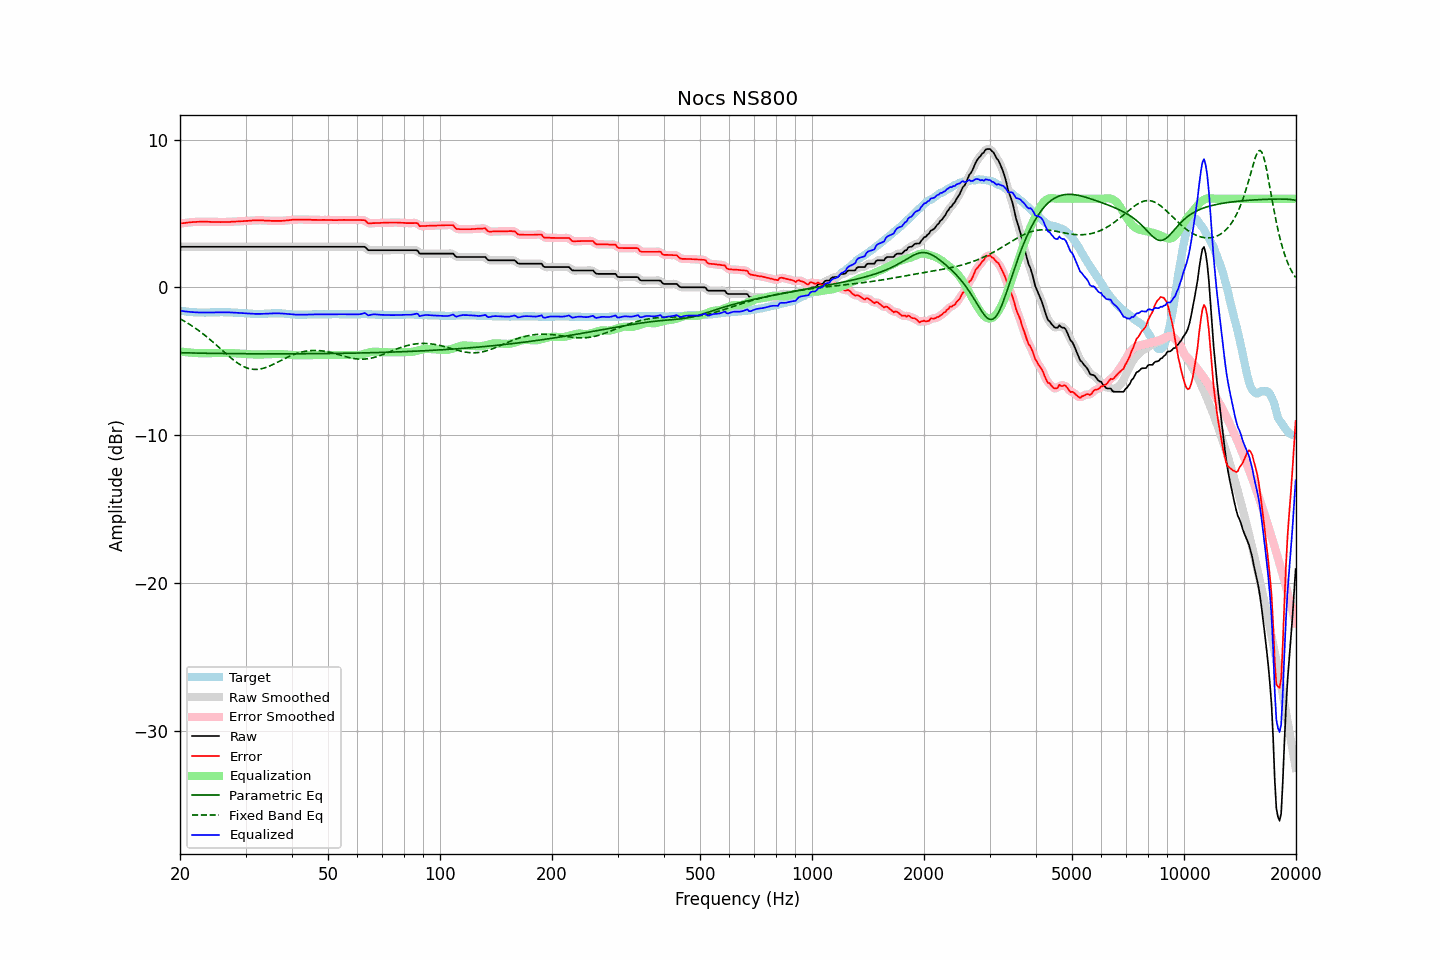 Nocs NS800
10
0
−10
−20
−30
Amplitude (dBr)
Target
Raw Smoothed
Error Smoothed
Raw
Error
Equalization
Parametric Eq
Fixed Band Eq
Equalized
20
50
100
200
500
1000
2000
5000
10000
20000
Frequency (Hz)